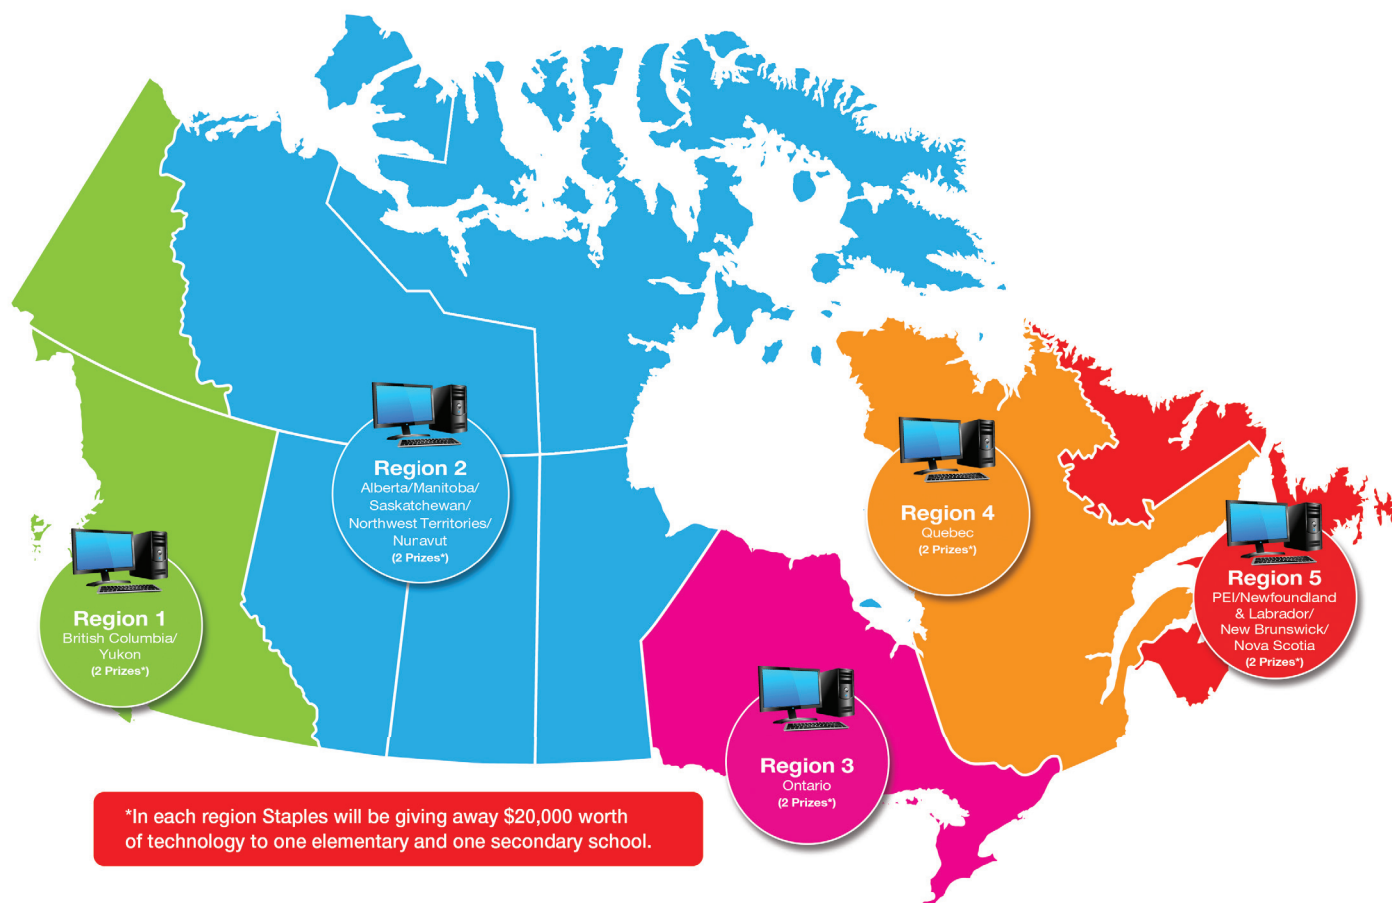 Region 1
British Columbia/
Yukon
(2 Prizes*)
Region 2
Alberta/Manitoba/
Saskatchewan/
Northwest Territories/
Nunavut
(2 Prizes*)
Region 3
Ontario
(2 Prizes*)
Region 4
Quebec
(2 Prizes*)
Region 5
PEI/Newfoundland
& Labrador/
New Brunswick/
Nova Scotia
(2 Prizes*)
*In each region Staples will be giving away $20,000 worth
of technology to one elementary and one secondary school.